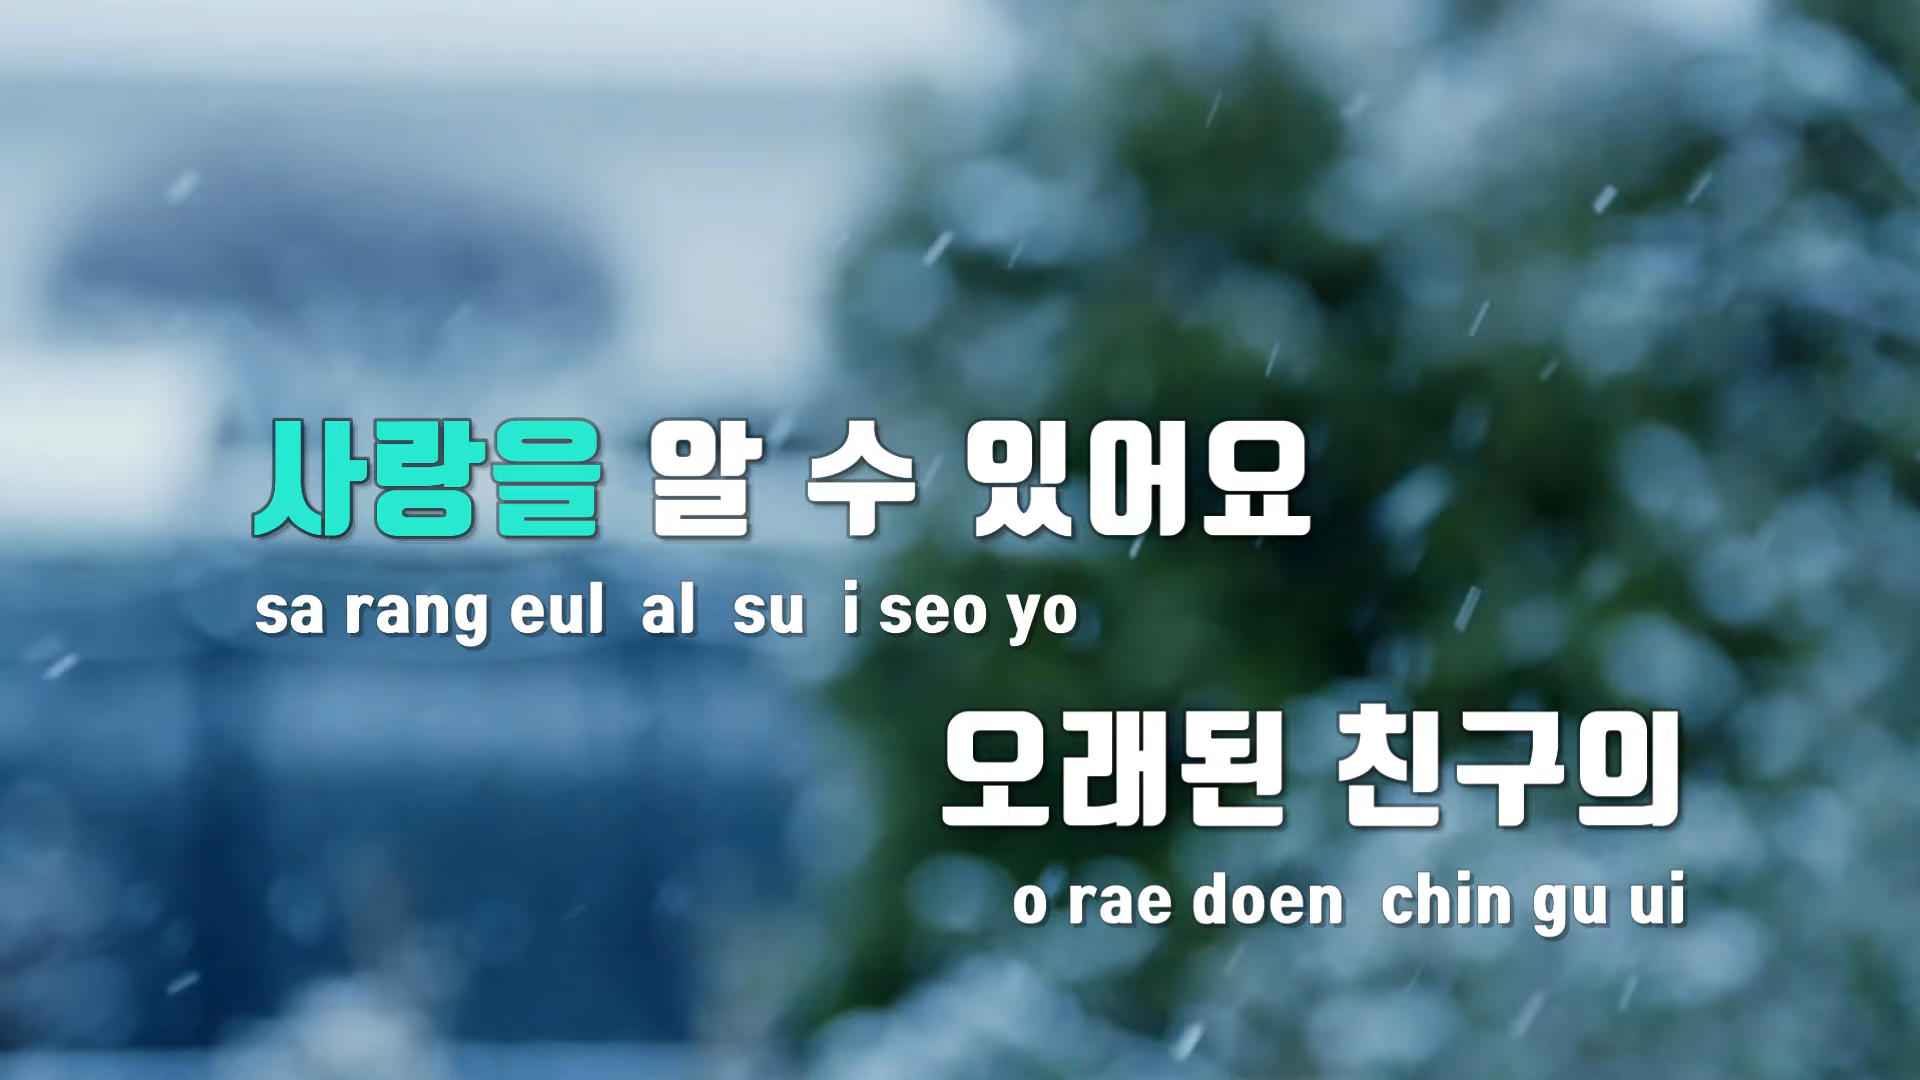 사랑을 알 수 있어요
sa rang eul al su i seo yo
오래된 친구의
o rae doen chin gu ui